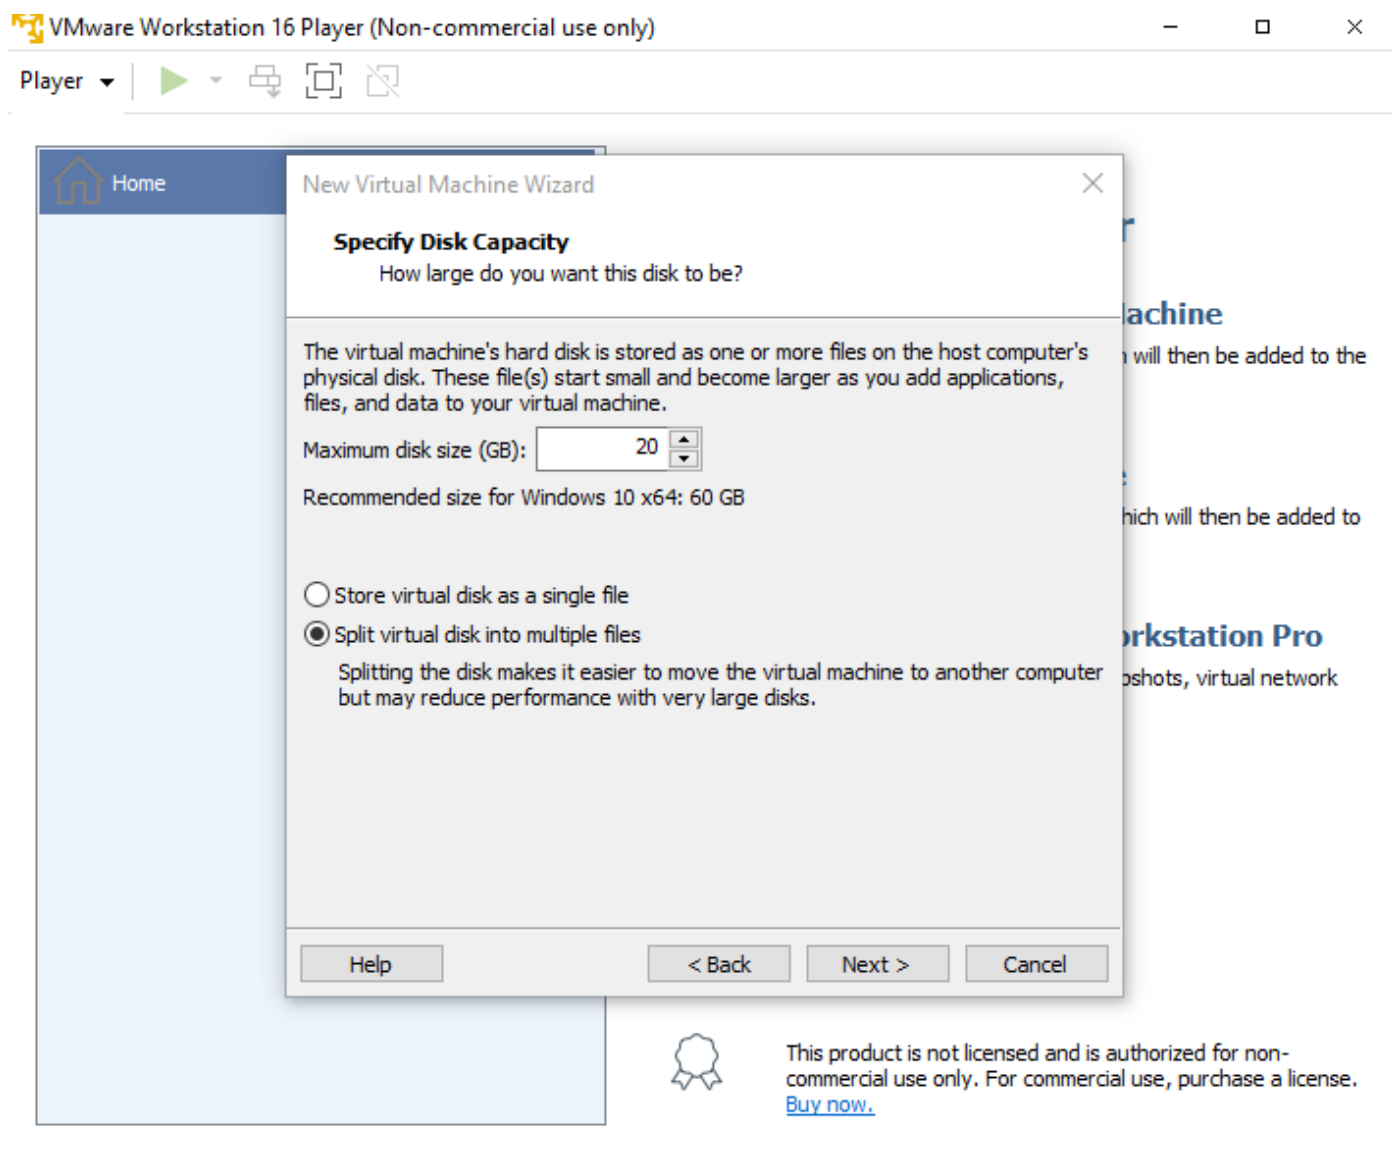 VMware Workstation 16 Player (Non-commercial use only)
Player
Home
New Virtual Machine Wizard
Specify Disk Capacity
How large do you want this disk to be?
The virtual machine's hard disk is stored as one or more files on the host computer's
physical disk. These file(s) start small and become larger as you add applications,
files, and data to your virtual machine.
Maximum disk size (GB): 20
Recommended size for Windows 10 x64: 60 GB
Store virtual disk as a single file
Split virtual disk into multiple files
Splitting the disk makes it easier to move the virtual machine to another computer
but may reduce performance with very large disks.
Help
< Back
Next >
Cancel
will then be added to the
will then be added to
Pro
virtual network
This product is not licensed and is authorized for non-
commercial use only. For commercial use, purchase a license.
Buy now.